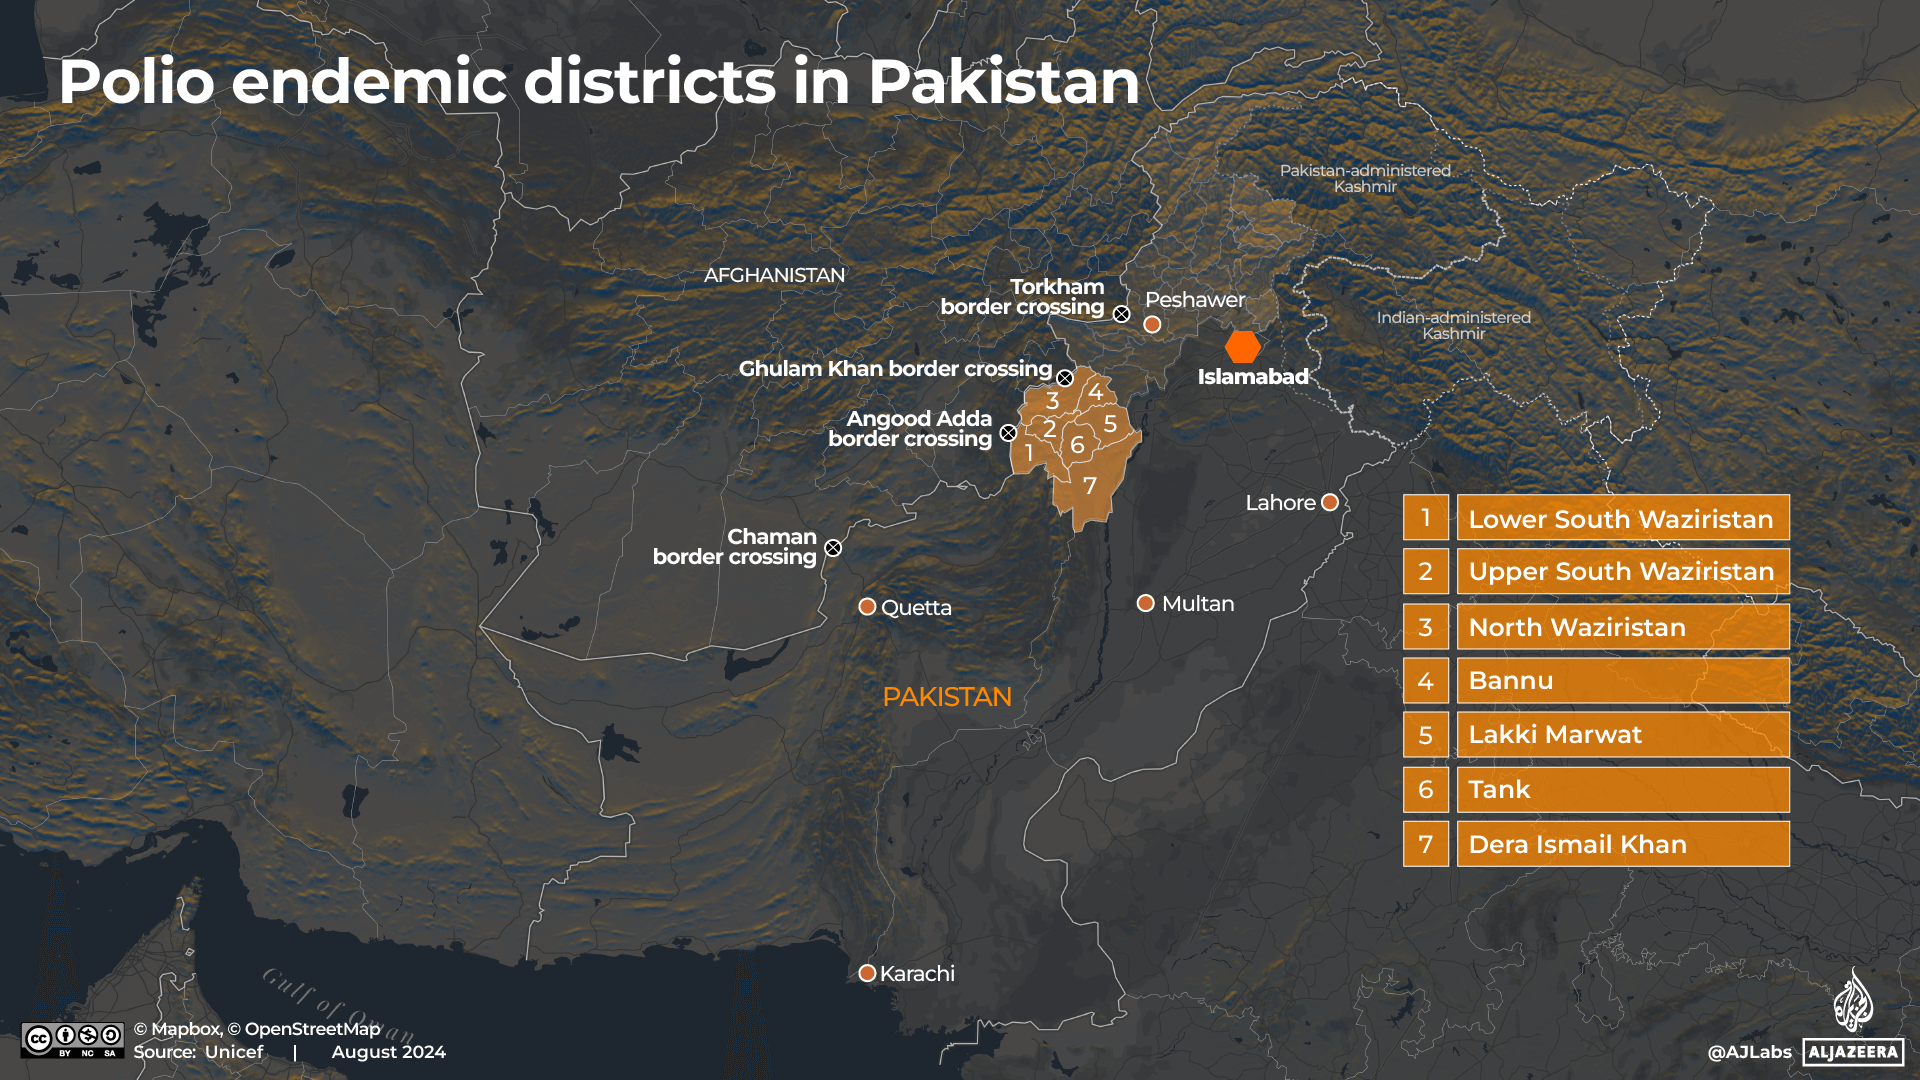 Polio endemic districts in Pakistan
Pakistan-administered
Kashmir
AFGHANISTAN
Torkham
border crossing
Peshawer
Indian-administered
Kashmir
Ghulam Khan border crossing
Islamabad
Angood Adda
border crossing
3
4
2
5
1
6
7
Lahore
Chaman
border crossing
Quetta
Multan
PAKISTAN
1 Lower South Waziristan
2 Upper South Waziristan
3 North Waziristan
4 Bannu
5 Lakki Marwat
6 Tank
7 Dera Ismail Khan
Karachi
Gulf of Oman
cc BY NC SA
© Mapbox, © OpenStreetMap
Source: Unicef | August 2024
@AJLabs ALJAZEERA